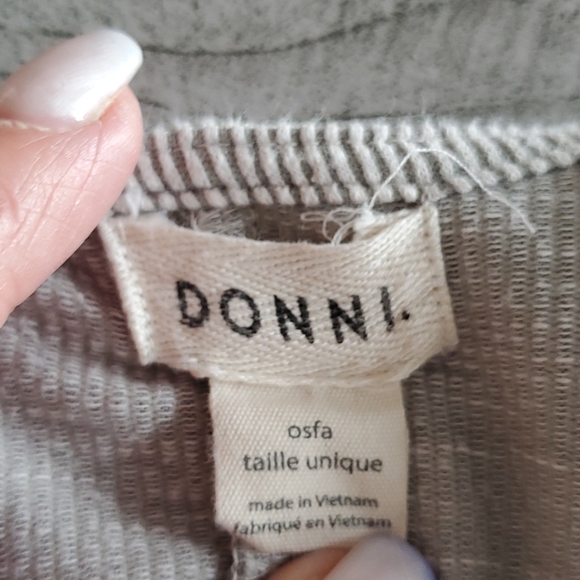 DONNI.
osfa
taille unique
made in Vietnam
fabriqué en Vietnam